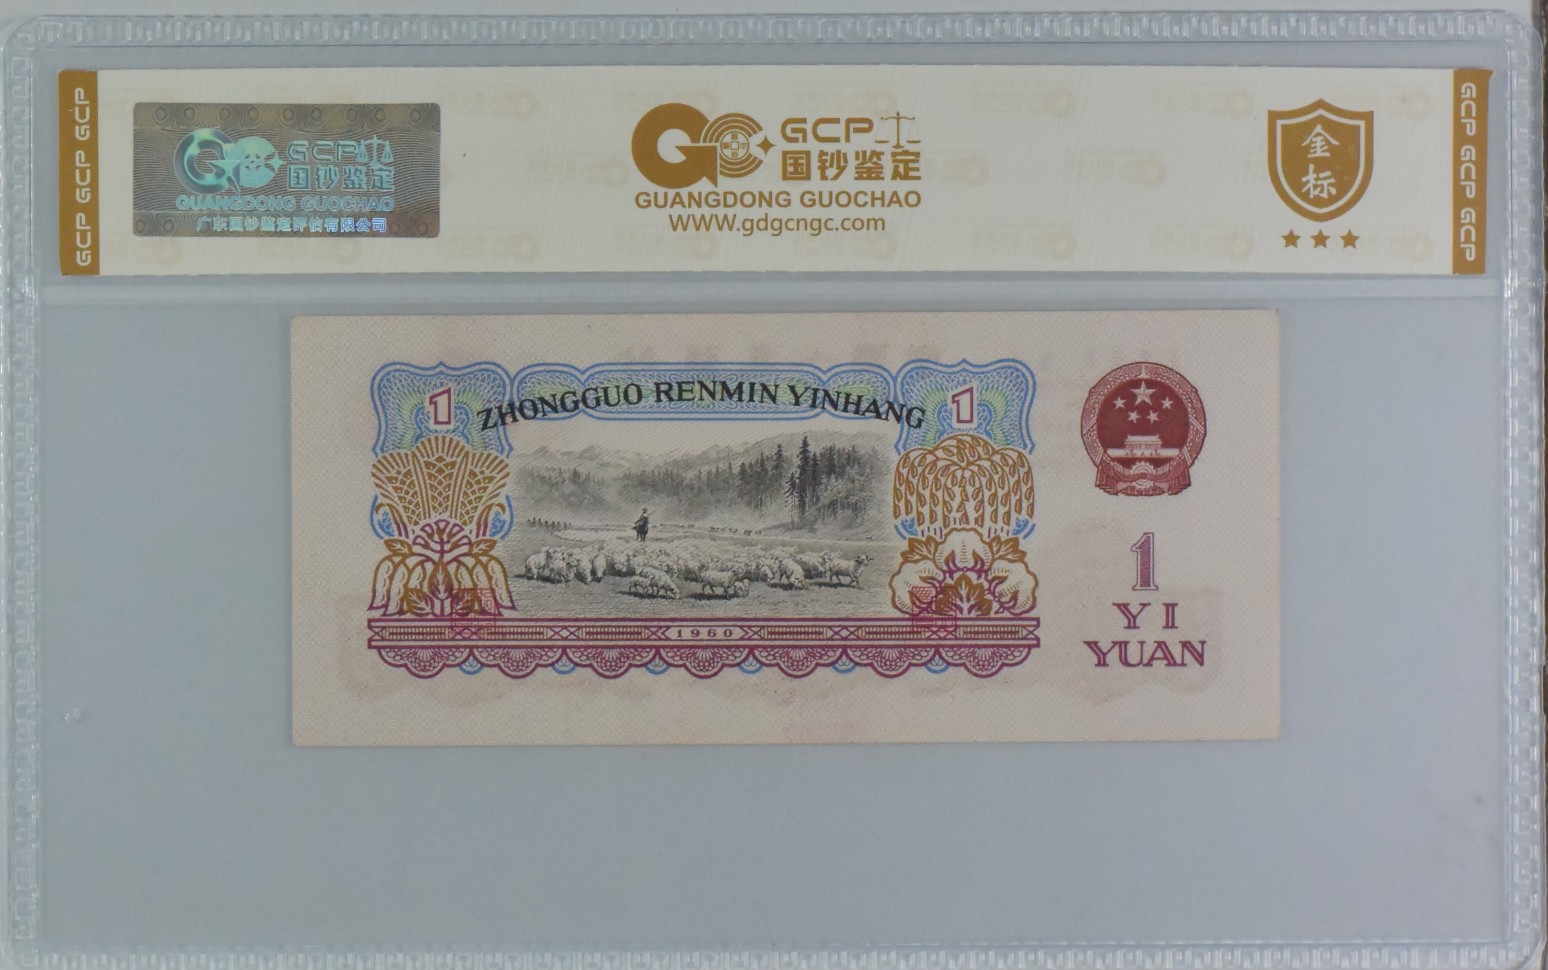 GCP GCP GCP
GCP
国钞鉴定
GUANGDONG GUOCHAO
广东国钞鉴定评估有限公司
GCP
国钞鉴定
GUANGDONG GUOCHAO
WWW.gdgcngc.com
金标
GCP GCP GCP
1
ZHONGGUO RENMIN YINHANG
1
1960
1
YI
YUAN